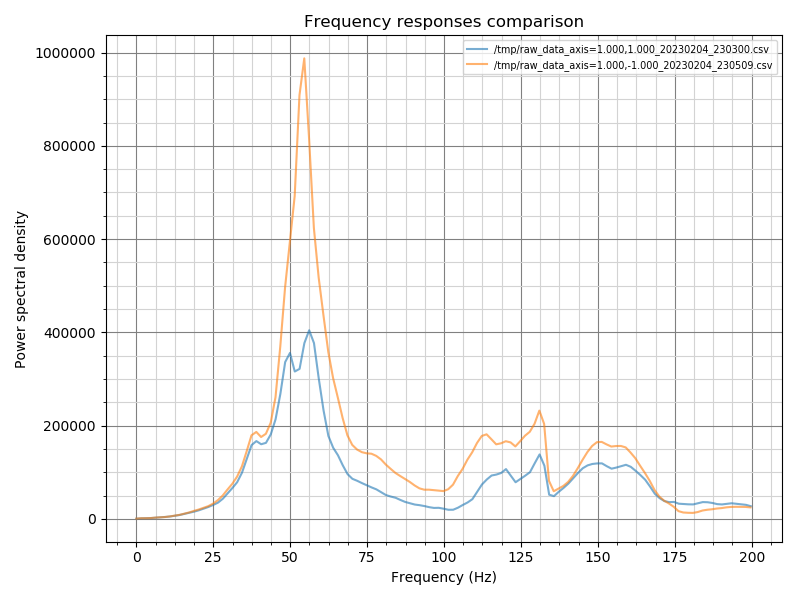 Frequency responses comparison
/tmp/raw_data_axis=1.000,1.000_20230204_230300.csv
/tmp/raw_data_axis=1.000,-1.000_20230204_230509.csv
1000000
800000
600000
400000
200000
0
Power spectral density
0 25 50 75 100 125 150 175 200
Frequency (Hz)